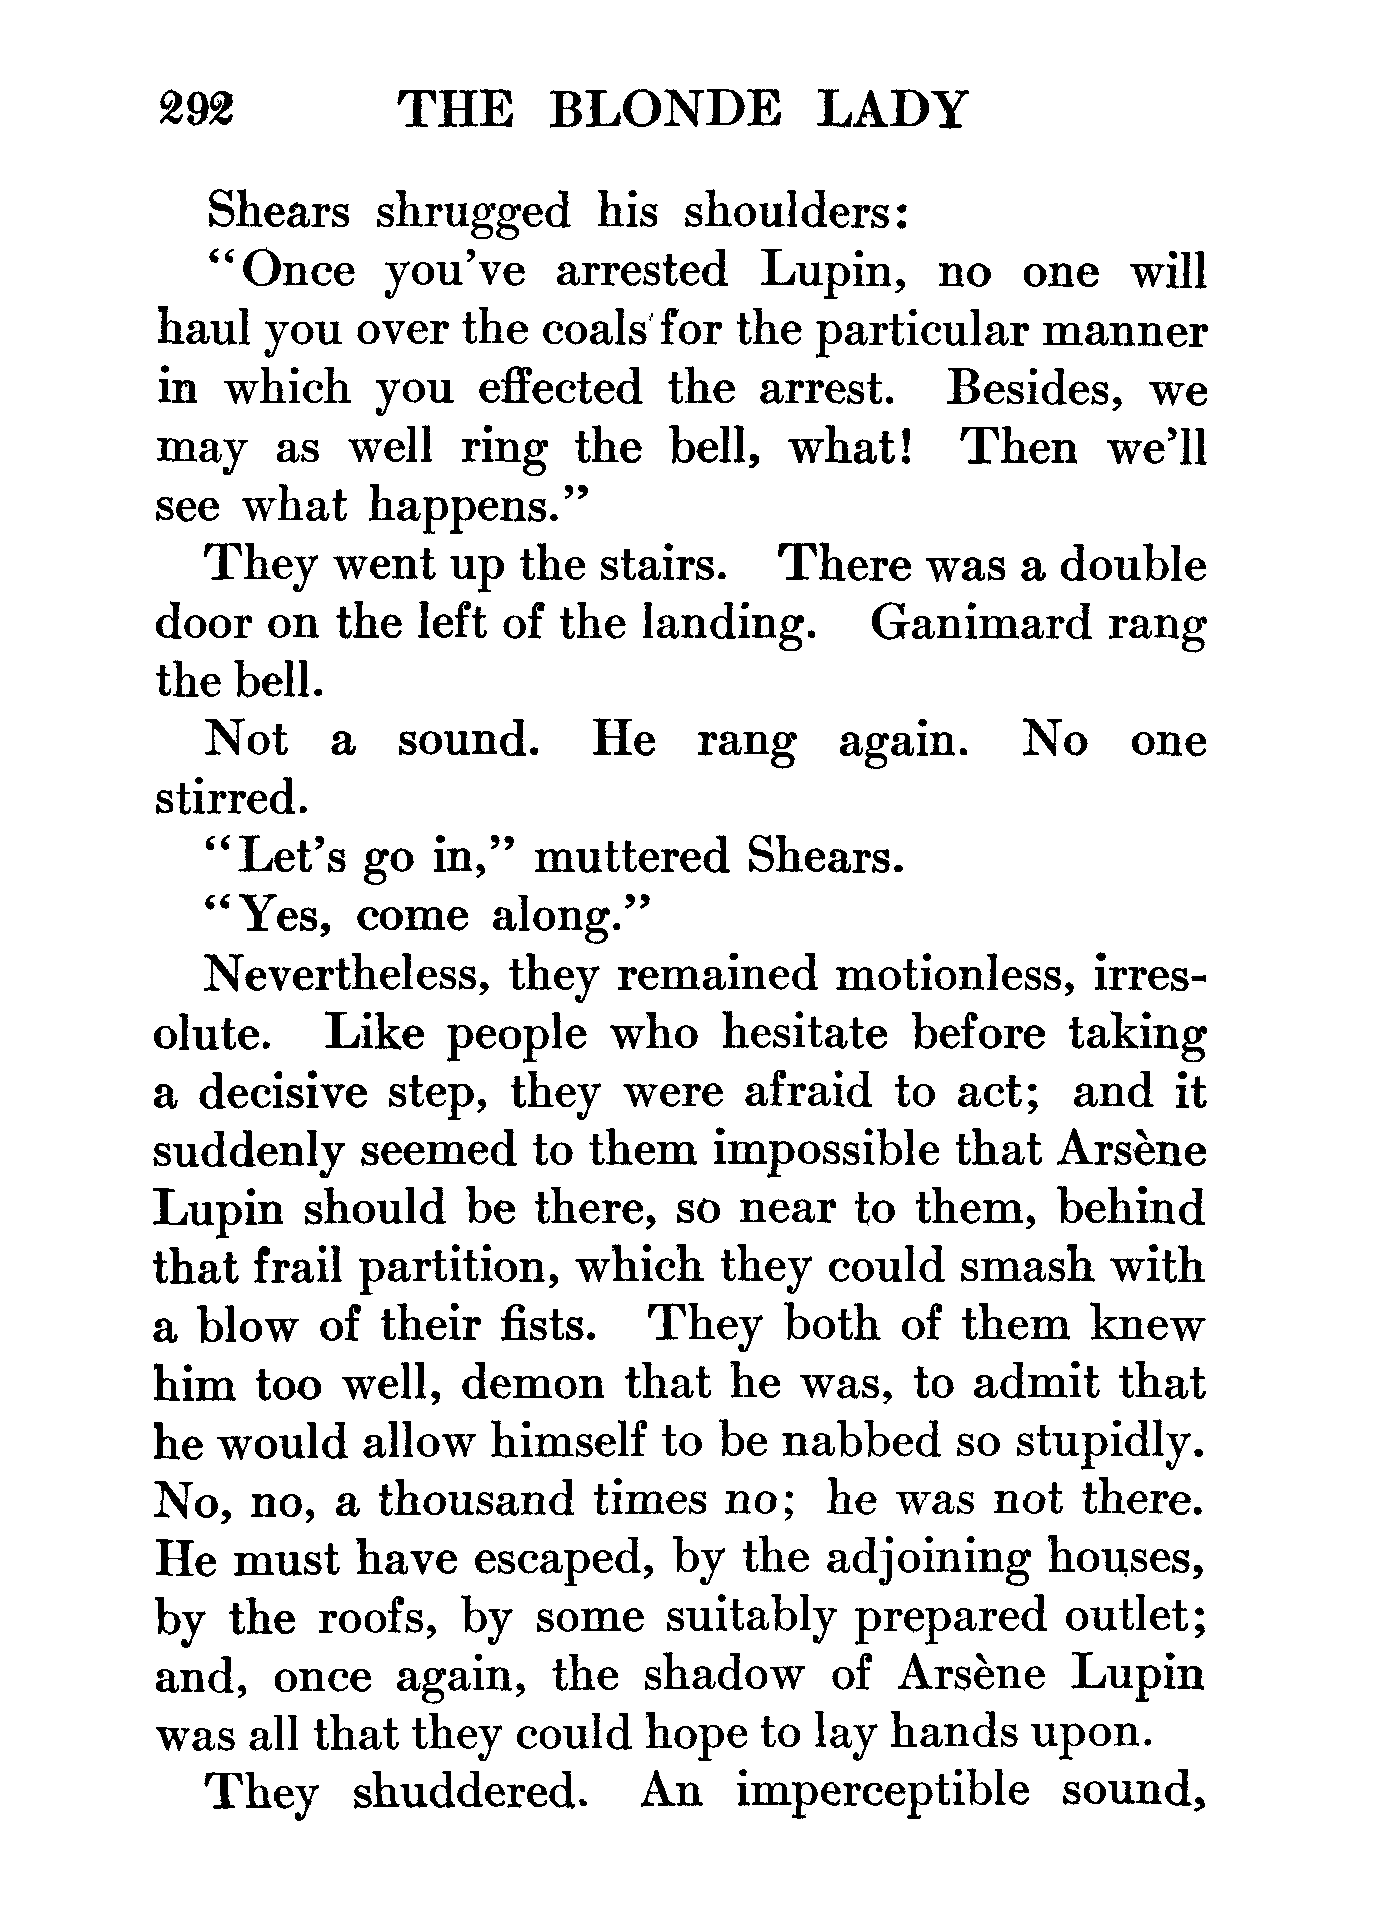 292 THE BLONDE LADY
Shears shrugged his shoulders:
“Once you’ve arrested Lupin, no one will
haul you over the coals for the particular manner
in which you effected the arrest. Besides, we
may as well ring the bell, what! Then we’ll
see what happens.”
They went up the stairs. There was a double
door on the left of the landing. Ganimard rang
the bell.
Not a sound. He rang again. No one
stirred.
“Let’s go in,” muttered Shears.
“Yes, come along.”
Nevertheless, they remained motionless, irres-
olute. Like people who hesitate before taking
a decisive step, they were afraid to act; and it
suddenly seemed to them impossible that Arsène
Lupin should be there, so near to them, behind
that frail partition, which they could smash with
a blow of their fists. They both of them knew
him too well, demon that he was, to admit that
he would allow himself to be nabbed so stupidly.
No, no, a thousand times no; he was not there.
He must have escaped, by the adjoining houses,
by the roofs, by some suitably prepared outlet;
and, once again, the shadow of Arsène Lupin
was all that they could hope to lay hands upon.
They shuddered. An imperceptible sound,